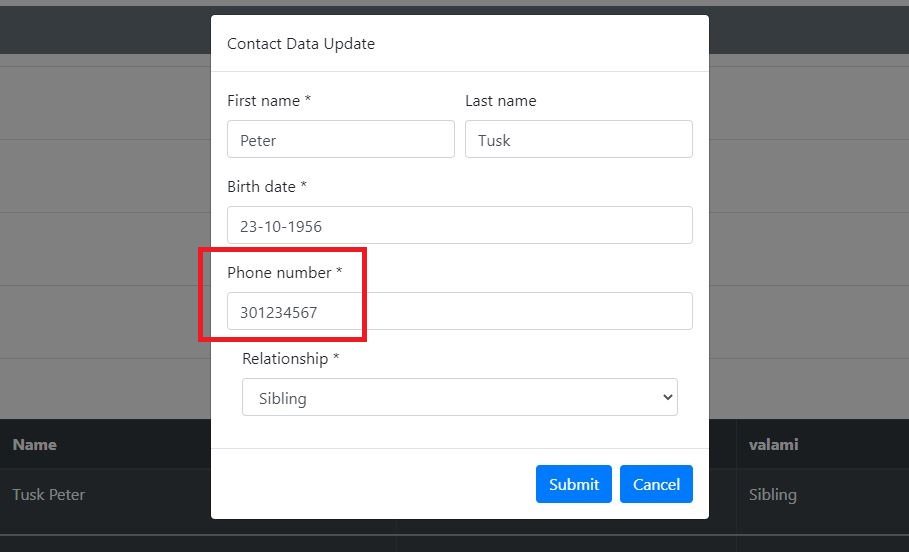 Contact Data Update
First name * Last name
Peter Tusk
Birth date *
23-10-1956
Phone number *
301234567
Relationship *
Sibling
Name valami
Submit Cancel
Tusk Peter Sibling